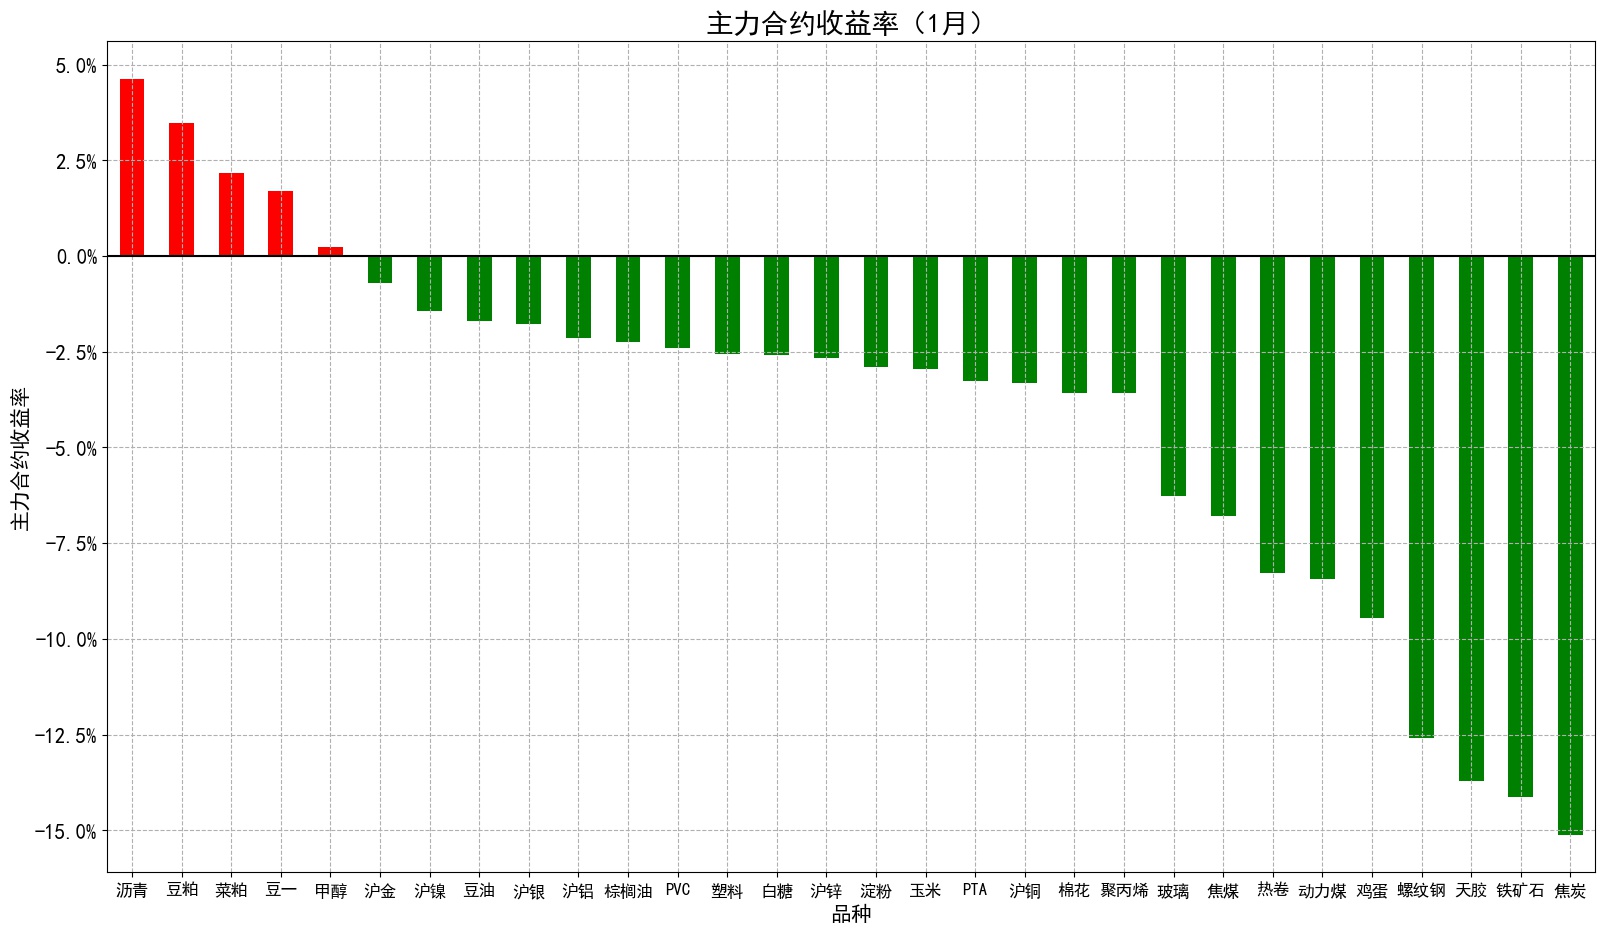 主力合约收益率（1月）
主力合约收益率
5.0%
2.5%
0.0%
−2.5%
−5.0%
−7.5%
−10.0%
−12.5%
−15.0%
沥青 豆粕 菜粕 豆一 甲醇 沪金 沪镍 豆油 沪银 沪铝 棕榈油 PVC 塑料 白糖 沪锌 淀粉 玉米 PTA 沪铜 棉花 聚丙烯 玻璃 焦煤 热卷 动力煤 鸡蛋 螺纹钢 天胶 铁矿石 焦炭
品种